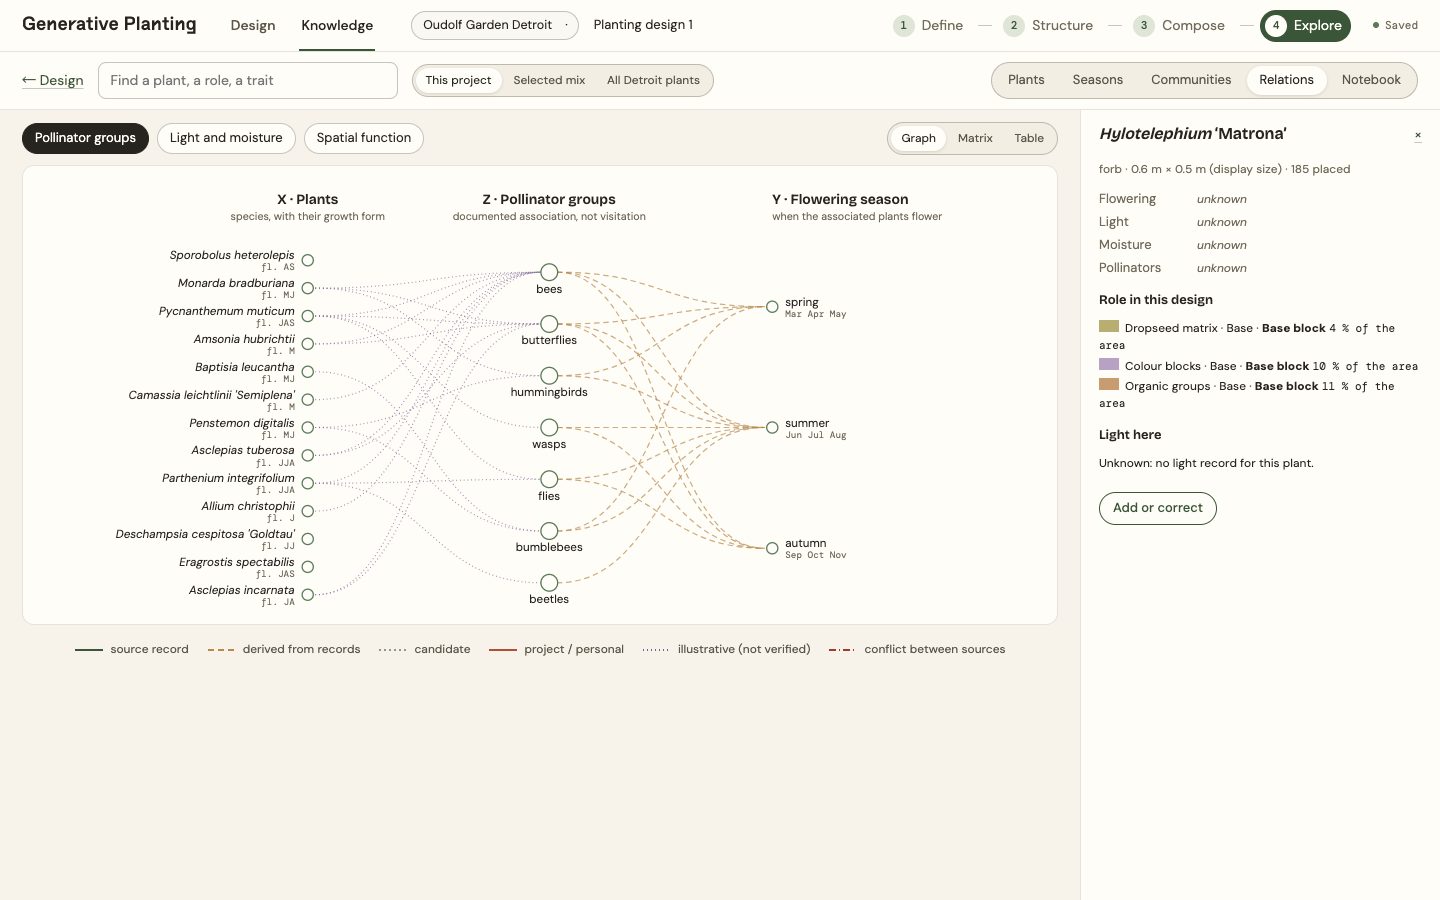 Generative Planting
Design
Knowledge
Oudolf Garden Detroit ·
Planting design 1
1 Define — 2 Structure — 3 Compose — 4 Explore
Saved
← Design
Find a plant, a role, a trait
This project
Selected mix
All Detroit plants
Plants
Seasons
Communities
Relations
Notebook
Pollinator groups
Light and moisture
Spatial function
Graph
Matrix
Table
X · Plants
species, with their growth form
Z · Pollinator groups
documented association, not visitation
Y · Flowering season
when the associated plants flower
Sporobolus heterolepis
fl. AS
Monarda bradburiana
fl. MJ
Pycnanthemum muticum
fl. JAS
Amsonia hubrichtii
fl. M
Baptisia leucantha
fl. MJ
Camassia leichtlinii 'Semiplena'
fl. M
Penstemon digitalis
fl. MJ
Asclepias tuberosa
fl. JJA
Parthenium integrifolium
fl. JJA
Allium christophii
fl. J
Deschampsia cespitosa 'Goldtau'
fl. JJ
Eragrostis spectabilis
fl. JAS
Asclepias incarnata
fl. JA
bees
butterflies
hummingbirds
wasps
flies
bumblebees
beetles
spring
Mar Apr May
summer
Jun Jul Aug
autumn
Sep Oct Nov
source record
derived from records
candidate
project / personal
illustrative (not verified)
conflict between sources
Hylotelephium 'Matrona'
×
forb · 0.6 m × 0.5 m (display size) · 185 placed
Flowering unknown
Light unknown
Moisture unknown
Pollinators unknown
Role in this design
Dropseed matrix · Base · Base block 4 % of the
area
Colour blocks · Base · Base block 10 % of the area
Organic groups · Base · Base block 11 % of the
area
Light here
Unknown: no light record for this plant.
Add or correct